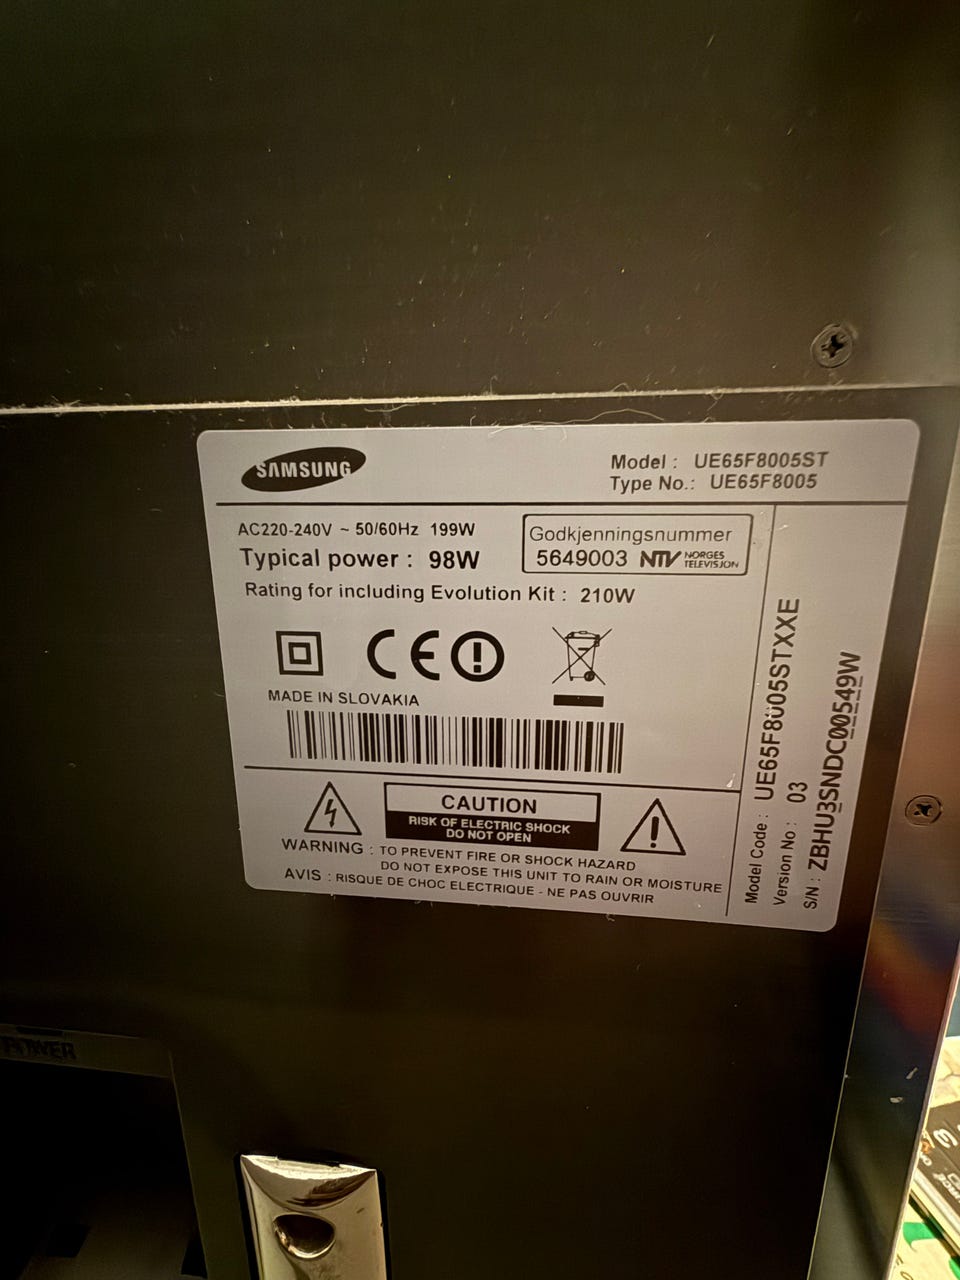 SAMSUNG
Model : UE65F8005ST
Type No.: UE65F8005
AC220-240V ~ 50/60Hz 199W
Typical power : 98W
Godkjenningsnummer
5649003 NTV NORGES TELEVISJON
Rating for including Evolution Kit : 210W
CE
MADE IN SLOVAKIA
CAUTION
RISK OF ELECTRIC SHOCK
DO NOT OPEN
WARNING : TO PREVENT FIRE OR SHOCK HAZARD
DO NOT EXPOSE THIS UNIT TO RAIN OR MOISTURE
AVIS : RISQUE DE CHOC ELECTRIQUE - NE PAS OUVRIR
Model Code : UE65F8005STXXE
Version No : 03
S/N : ZBHU3SNDC00549W
POWER